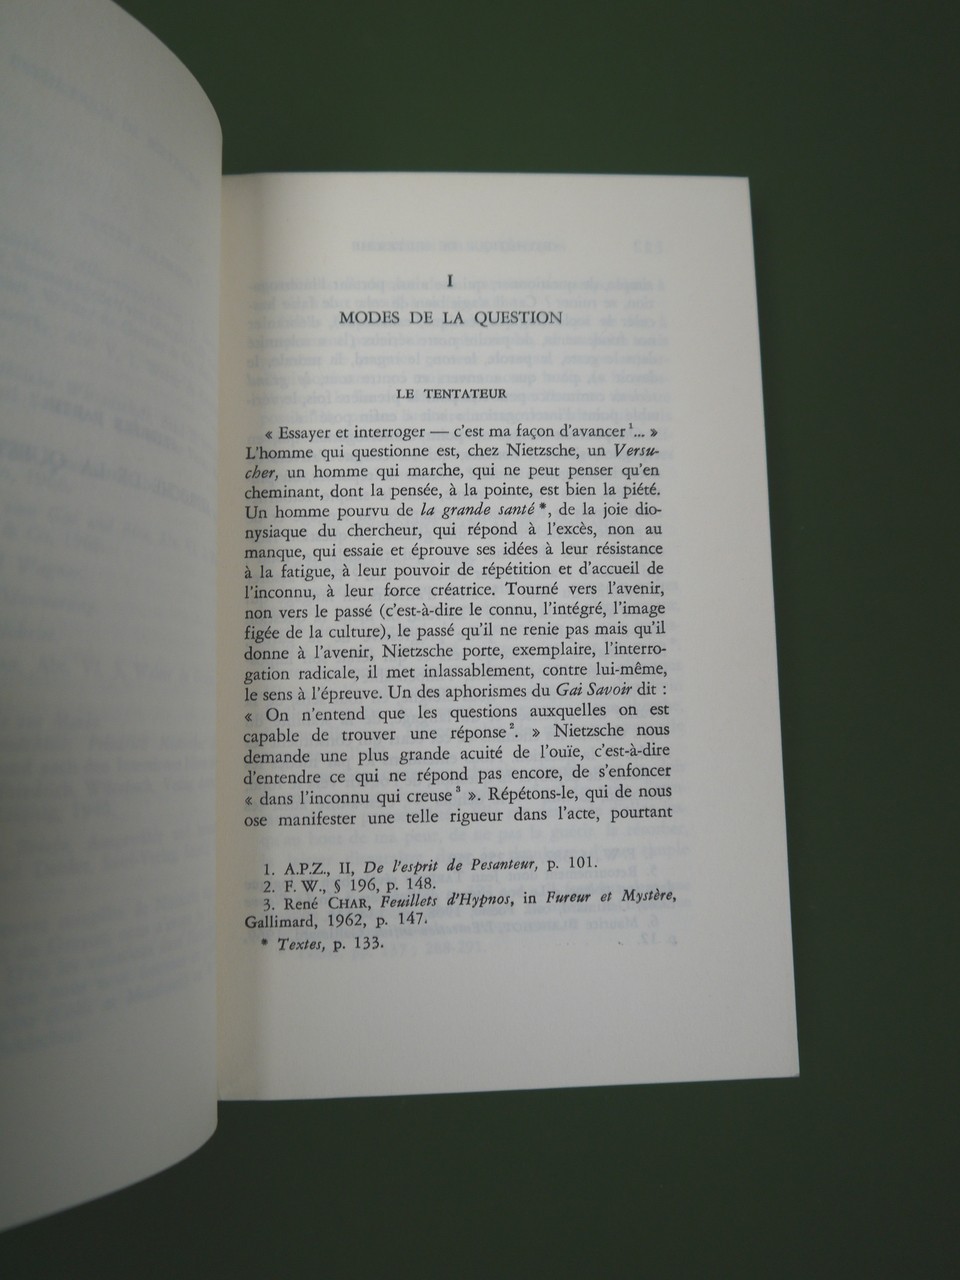 I
MODES DE LA QUESTION
LE TENTATEUR
« Essayer et interroger — c'est ma façon d'avancer¹... »
L'homme qui questionne est, chez Nietzsche, un Versu-
cher, un homme qui marche, qui ne peut penser qu'en
cheminant, dont la pensée, à la pointe, est bien la piété.
Un homme pourvu de la grande santé *, de la joie dio-
nysiaque du chercheur, qui répond à l'excès, non au
manque, qui essaie et éprouve ses idées à leur résistance
à la fatigue, à leur pouvoir de répétition et d'accueil de
l'inconnu, à leur force créatrice. Tourné vers l'avenir,
non vers le passé (c'est-à-dire le connu, l'intégré, l'image
figée de la culture), le passé qu'il ne renie pas mais qu'il
donne à l'avenir, Nietzsche porte, exemplaire, l'interro-
gation radicale, il met inlassablement, contre lui-même,
le sens à l'épreuve. Un des aphorismes du Gai Savoir dit :
« On n'entend que les questions auxquelles on est
capable de trouver une réponse². » Nietzsche nous
demande une plus grande acuité de l'ouïe, c'est-à-dire
d'entendre ce qui ne répond pas encore, de s'enfoncer
« dans l'inconnu qui creuse³ ». Répétons-le, qui de nous
ose manifester une telle rigueur dans l'acte, pourtant
1. A.P.Z., II, De l'esprit de Pesanteur, p. 101.
2. F. W., § 196, p. 148.
3. René CHAR, Feuillets d'Hypnos, in Fureur et Mystère,
Gallimard, 1962, p. 147.
* Textes, p. 133.